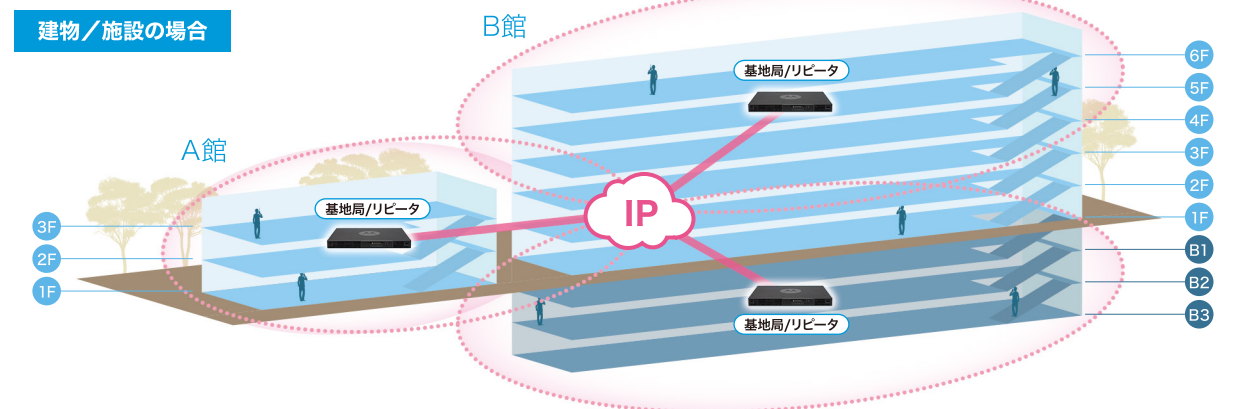 建物／施設の場合
B館
基地局/リピータ
6F
5F
4F
3F
2F
1F
B1
B2
B3
A館
基地局/リピータ
3F
2F
1F
IP
基地局/リピータ